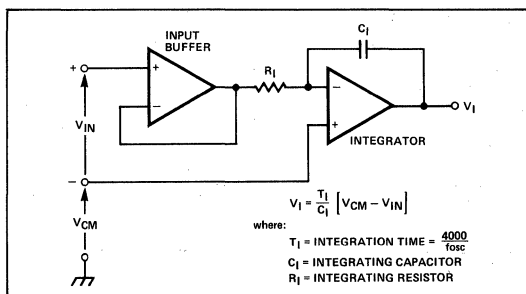 INPUT
BUFFER
+
+
−
V_IN
−
V_CM
R_I
C_I
−
+
INTEGRATOR
V_I
V_I = T_I/C_I [V_CM − V_IN]
where:
T_I = INTEGRATION TIME = 4000/fosc
C_I = INTEGRATING CAPACITOR
R_I = INTEGRATING RESISTOR